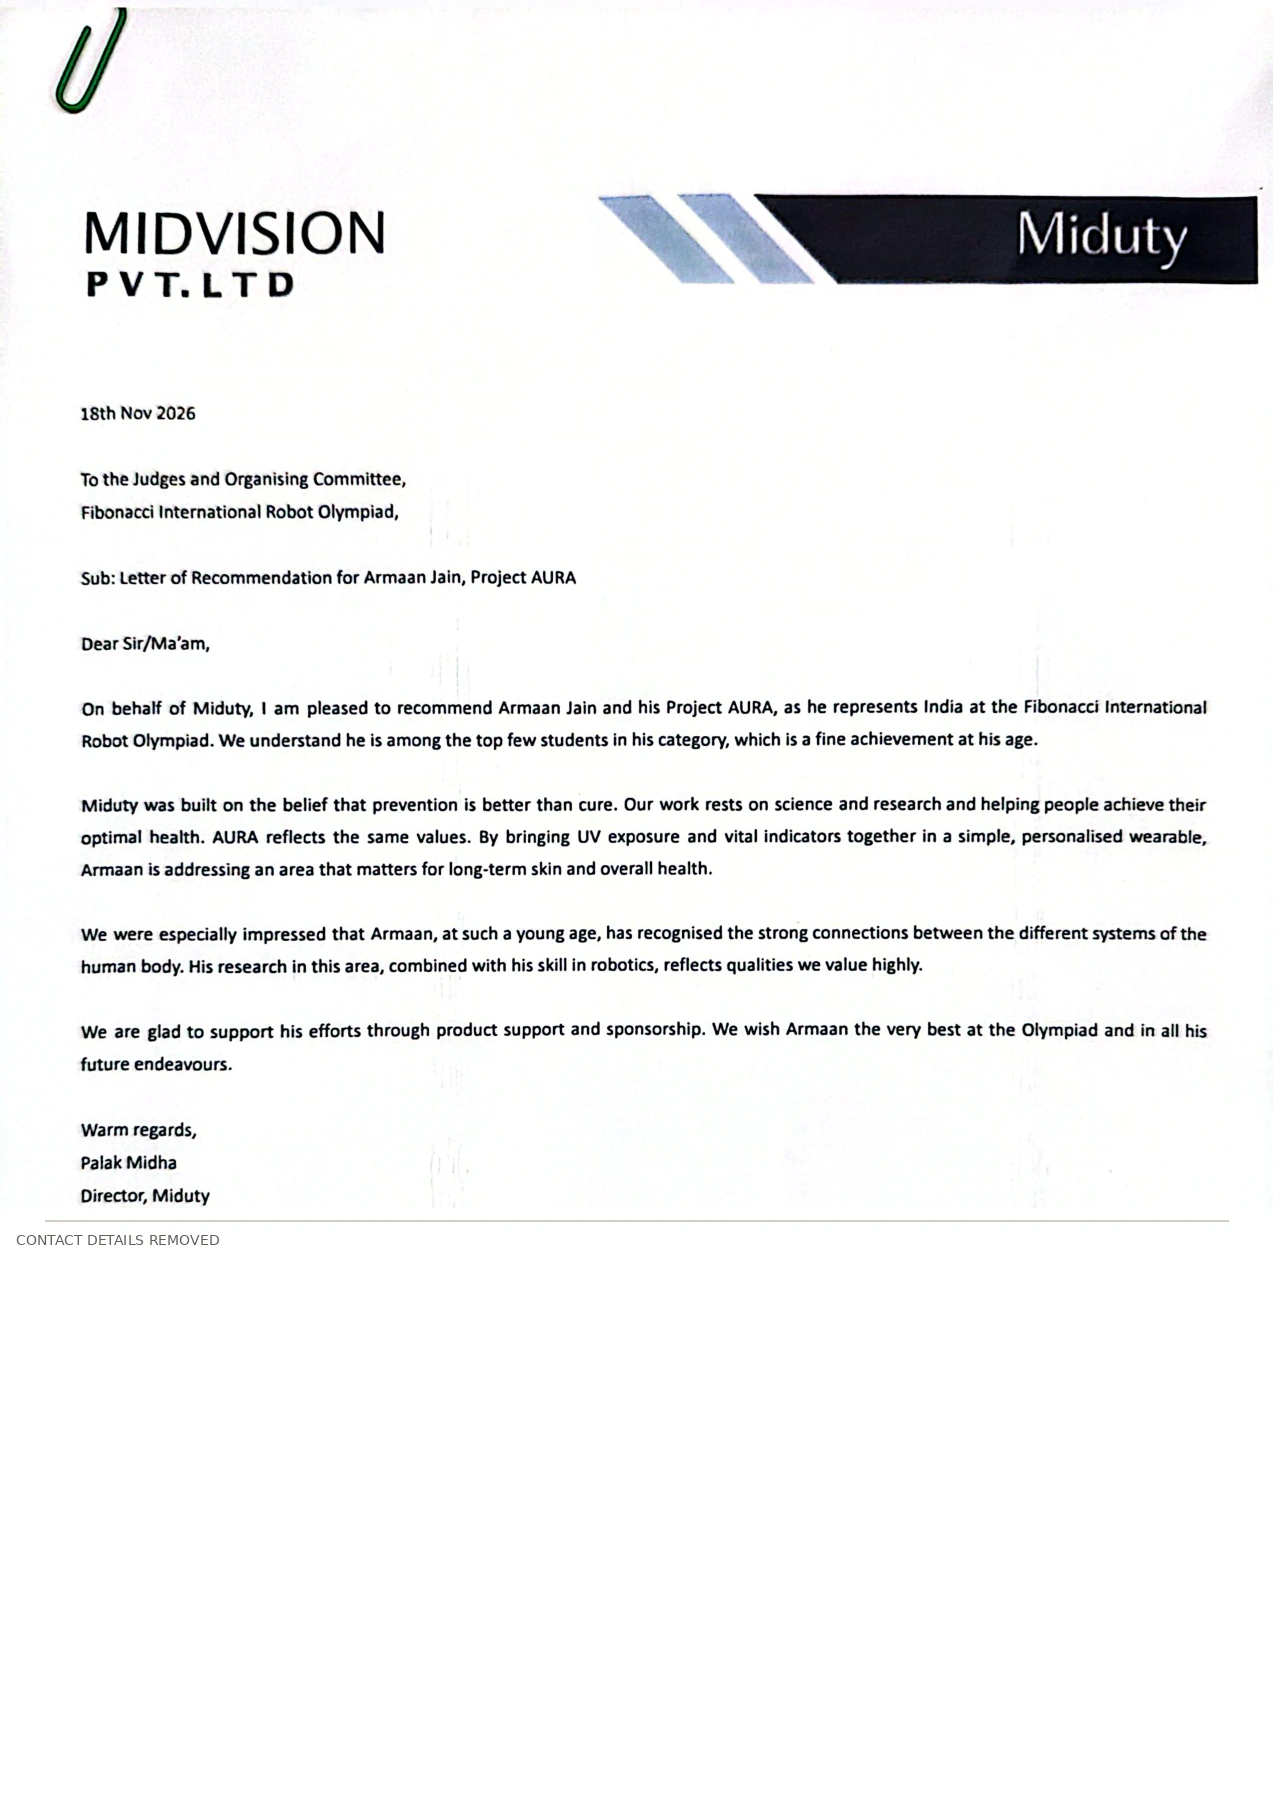 MIDVISION
PVT.LTD
Miduty
18th Nov 2026
To the Judges and Organising Committee,
Fibonacci International Robot Olympiad,
Sub: Letter of Recommendation for Armaan Jain, Project AURA
Dear Sir/Ma'am,
On behalf of Miduty, I am pleased to recommend Armaan Jain and his Project AURA, as he represents India at the Fibonacci International
Robot Olympiad. We understand he is among the top few students in his category, which is a fine achievement at his age.
Miduty was built on the belief that prevention is better than cure. Our work rests on science and research and helping people achieve their
optimal health. AURA reflects the same values. By bringing UV exposure and vital indicators together in a simple, personalised wearable,
Armaan is addressing an area that matters for long-term skin and overall health.
We were especially impressed that Armaan, at such a young age, has recognised the strong connections between the different systems of the
human body. His research in this area, combined with his skill in robotics, reflects qualities we value highly.
We are glad to support his efforts through product support and sponsorship. We wish Armaan the very best at the Olympiad and in all his
future endeavours.
Warm regards,
Palak Midha
Director, Miduty
CONTACT DETAILS REMOVED